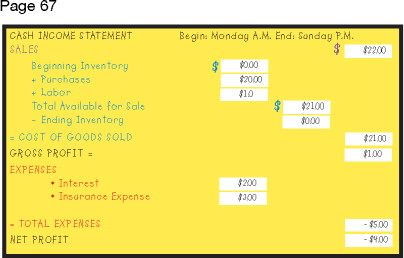 Page 67
CASH INCOME STATEMENT Begin: Monday A.M. End: Sunday P.M.
SALES $ $22.00
Beginning Inventory $ $0.00
+ Purchases $20.00
+ Labor $1.0
Total Available for Sale $ $21.00
- Ending Inventory $0.00
= COST OF GOODS SOLD $21.00
GROSS PROFIT = $1.00
EXPENSES
• Interest $2.00
• Insurance Expense $3.00
= TOTAL EXPENSES - $5.00
NET PROFIT - $4.00